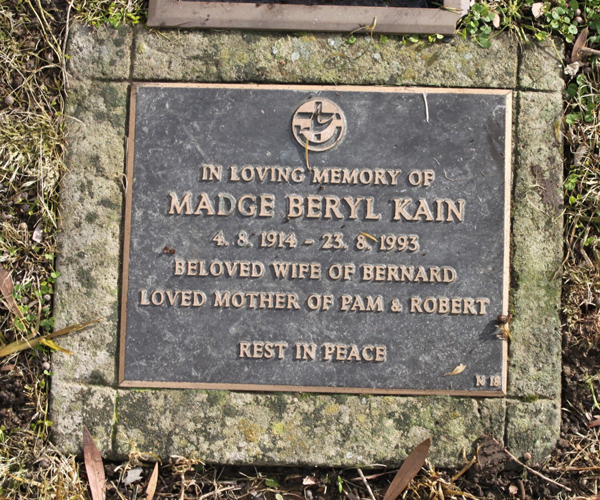 IN LOVING MEMORY OF
MADGE BERYL KAIN
4. 8. 1914 - 23. 8. 1993
BELOVED WIFE OF BERNARD
LOVED MOTHER OF PAM & ROBERT
REST IN PEACE
N 18